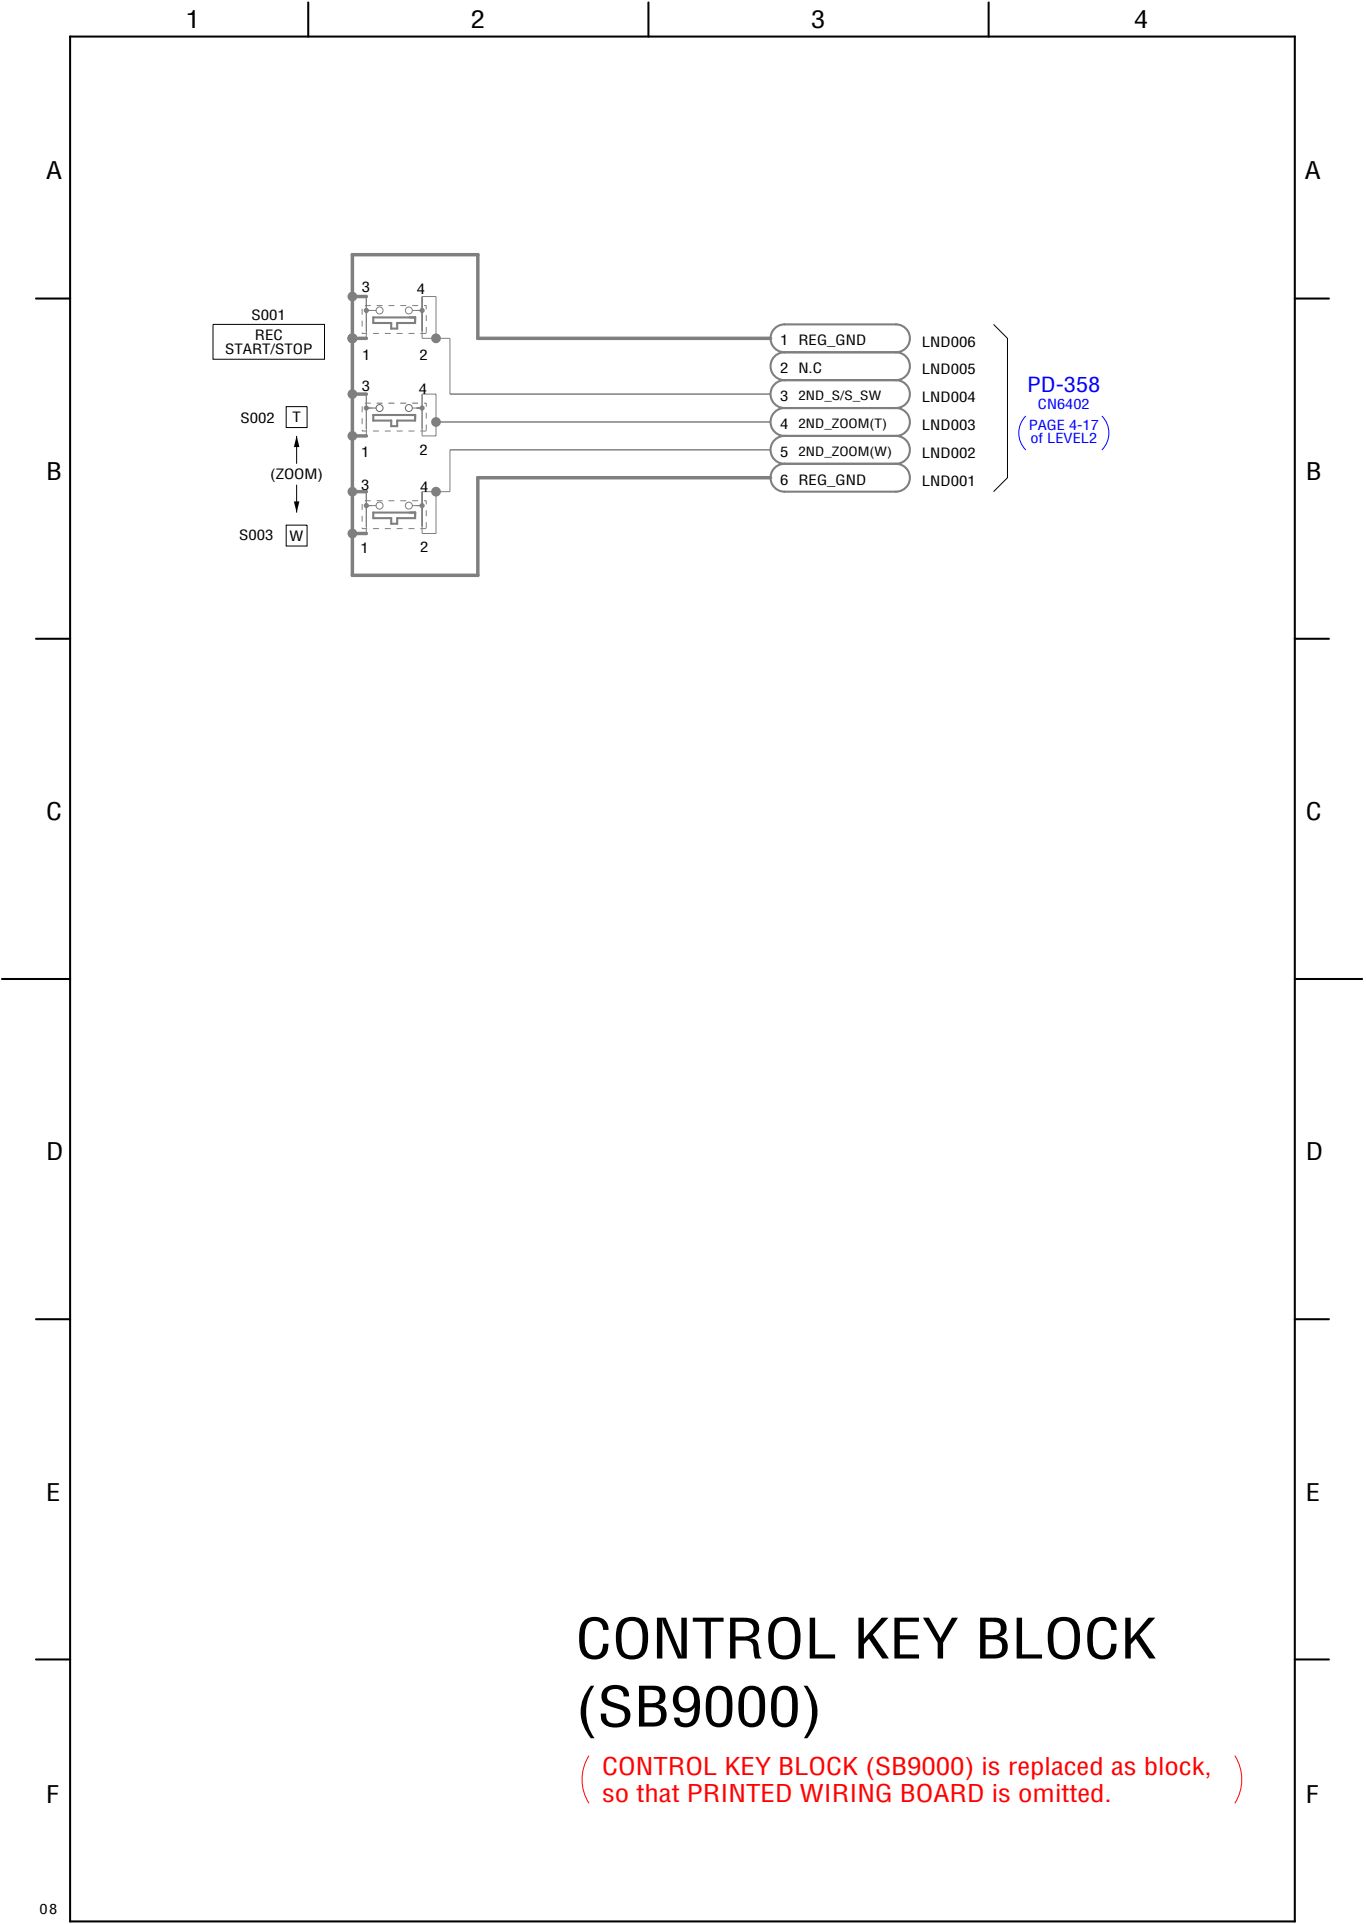 1 2 3 4
A A
3 4
S001
REC
START/STOP
1 2
1 REG_GND LND006
2 N.C LND005
3 2ND_S/S_SW LND004
4 2ND_ZOOM(T) LND003
5 2ND_ZOOM(W) LND002
6 REG_GND LND001
PD-358
CN6402
(PAGE 4-17
of LEVEL2)
3 4
S002 T
1 2
B B
(ZOOM)
3 4
S003 W
1 2
C C
D D
E E
CONTROL KEY BLOCK
(SB9000)
( CONTROL KEY BLOCK (SB9000) is replaced as block,
so that PRINTED WIRING BOARD is omitted. )
F F
08